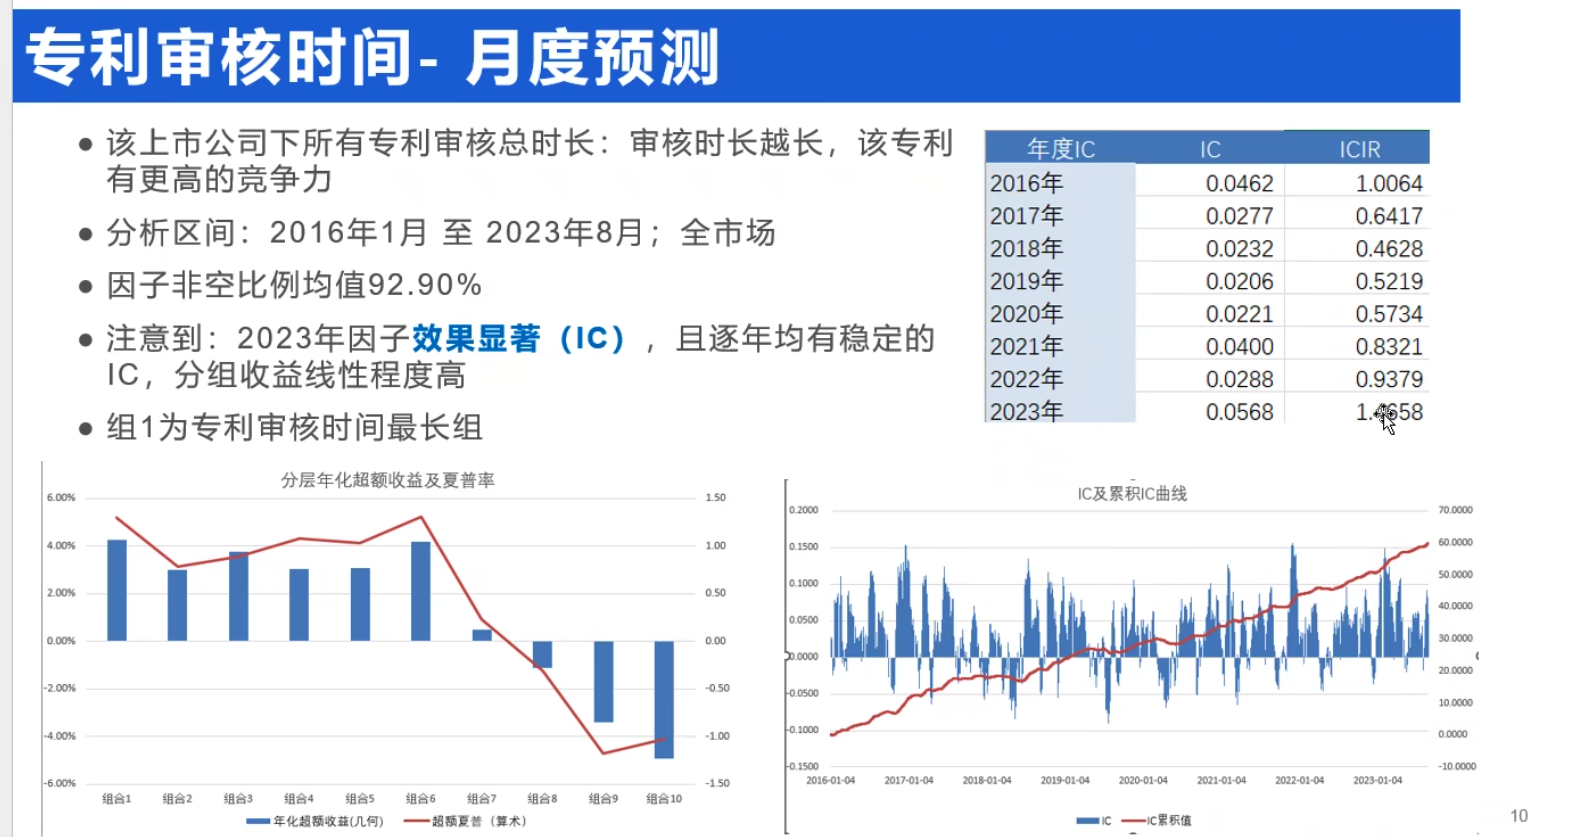 专利审核时间- 月度预测
● 该上市公司下所有专利审核总时长：审核时长越长，该专利
有更高的竞争力
● 分析区间：2016年1月 至 2023年8月；全市场
● 因子非空比例均值92.90%
● 注意到：2023年因子效果显著（IC），且逐年均有稳定的
IC，分组收益线性程度高
● 组1为专利审核时间最长组
年度IC IC ICIR
2016年 0.0462 1.0064
2017年 0.0277 0.6417
2018年 0.0232 0.4628
2019年 0.0206 0.5219
2020年 0.0221 0.5734
2021年 0.0400 0.8321
2022年 0.0288 0.9379
2023年 0.0568
分层年化超额收益及夏普率
6.00% 1.50
4.00% 1.00
2.00% 0.50
0.00% 0.00
-2.00% -0.50
-4.00% -1.00
-6.00% -1.50
组合1 组合2 组合3 组合4 组合5 组合6 组合7 组合8 组合9 组合10
年化超额收益(几何) 超额夏普（算术）
IC及累积IC曲线
0.2000 70.0000
0.1500 60.0000
50.0000
0.1000 40.0000
0.0500 30.0000
0.0000 20.0000
-0.0500 10.0000
-0.1000 0.0000
-0.1500 -10.0000
2016-01-04 2017-01-04 2018-01-04 2019-01-04 2020-01-04 2021-01-04 2022-01-04 2023-01-04
IC IC累积值
10